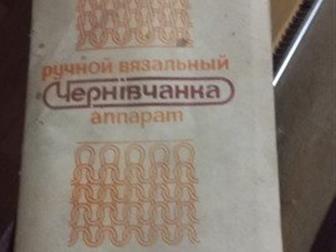 ручной вязальный
Чернівчанка
аппарат